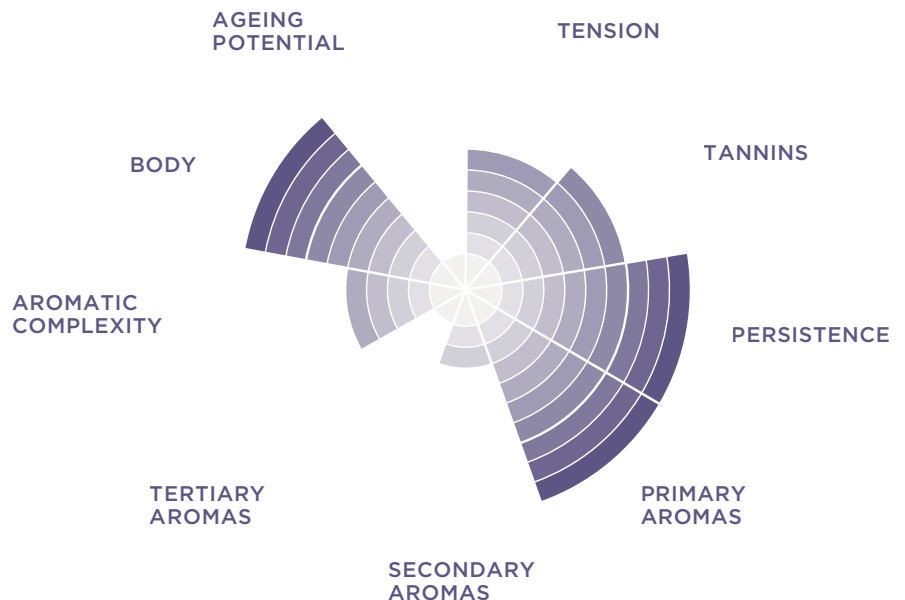 AGEING
POTENTIAL
TENSION
BODY
TANNINS
AROMATIC
COMPLEXITY
PERSISTENCE
TERTIARY
AROMAS
PRIMARY
AROMAS
SECONDARY
AROMAS